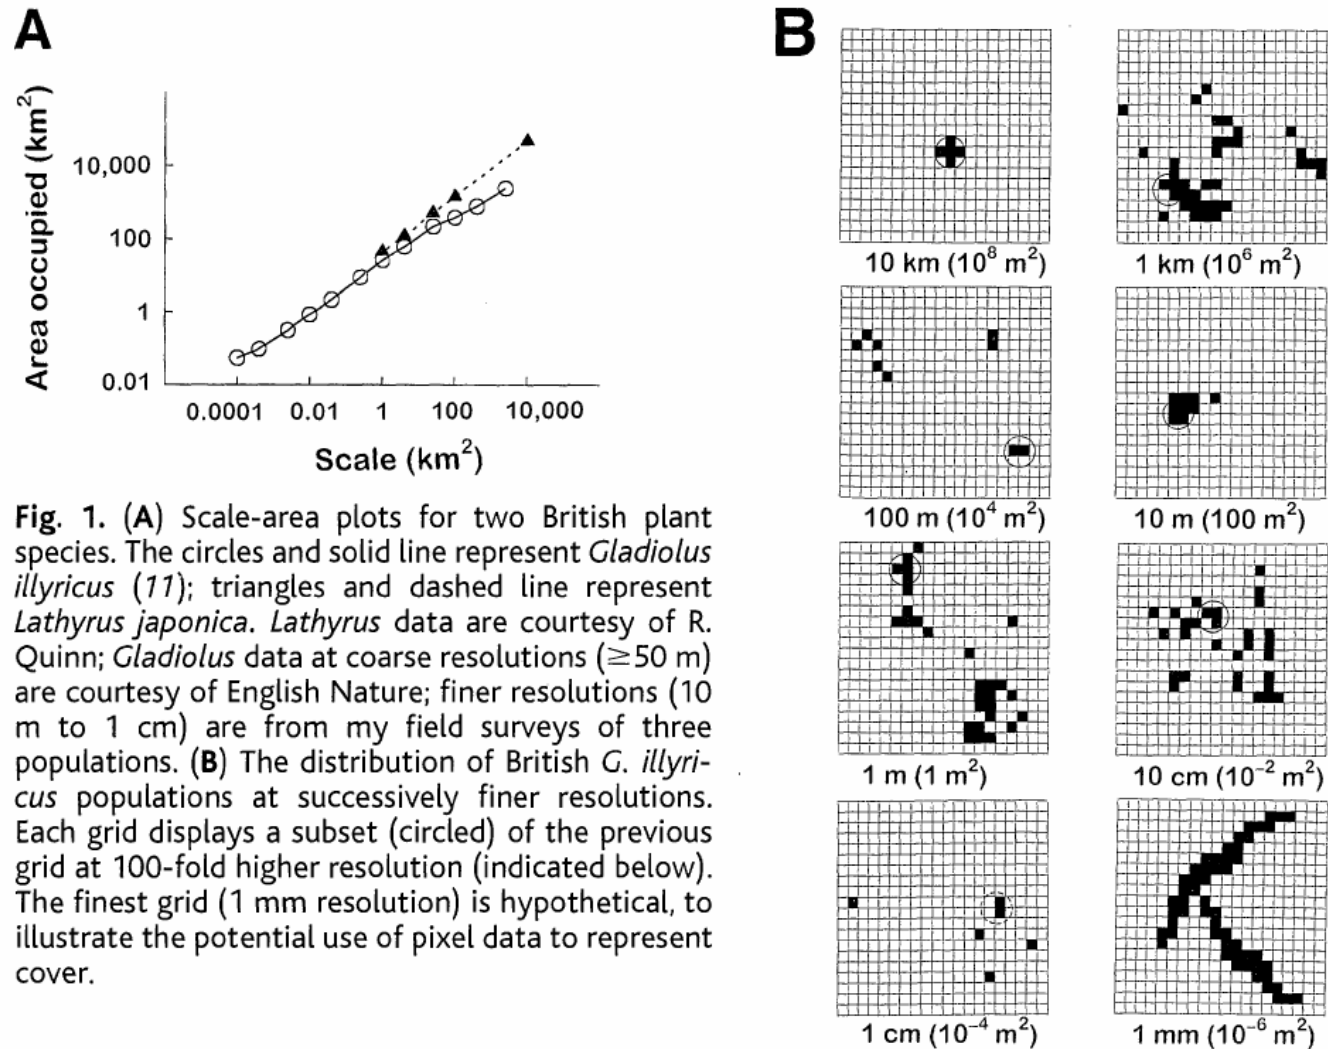 A
Area occupied (km²)
10,000
100
1
0.01
0.0001 0.01 1 100 10,000
Scale (km²)
Fig. 1. (A) Scale-area plots for two British plant
species. The circles and solid line represent Gladiolus
illyricus (11); triangles and dashed line represent
Lathyrus japonica. Lathyrus data are courtesy of R.
Quinn; Gladiolus data at coarse resolutions (≥50 m)
are courtesy of English Nature; finer resolutions (10
m to 1 cm) are from my field surveys of three
populations. (B) The distribution of British G. illyri-
cus populations at successively finer resolutions.
Each grid displays a subset (circled) of the previous
grid at 100-fold higher resolution (indicated below).
The finest grid (1 mm resolution) is hypothetical, to
illustrate the potential use of pixel data to represent
cover.
B
10 km (10⁸ m²)
1 km (10⁶ m²)
100 m (10⁴ m²)
10 m (100 m²)
1 m (1 m²)
10 cm (10⁻² m²)
1 cm (10⁻⁴ m²)
1 mm (10⁻⁶ m²)